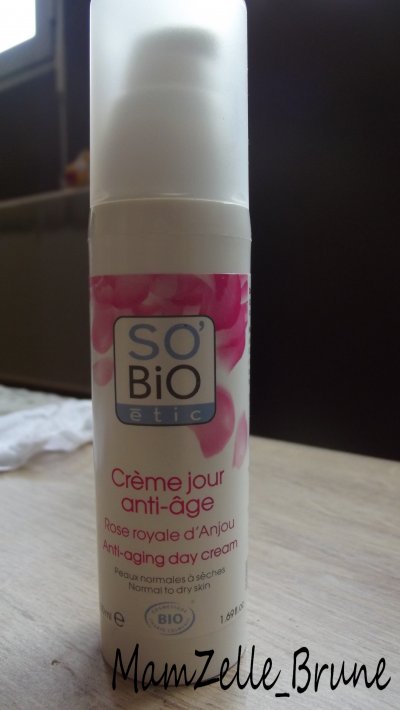 SO'
BiO
ētic
Crème jour
anti-âge
Rose royale d'Anjou
Anti-aging day cream
Peaux normales à sèches
Normal to dry skin
BIO
1.69fl.oz
MamZelle_Brune